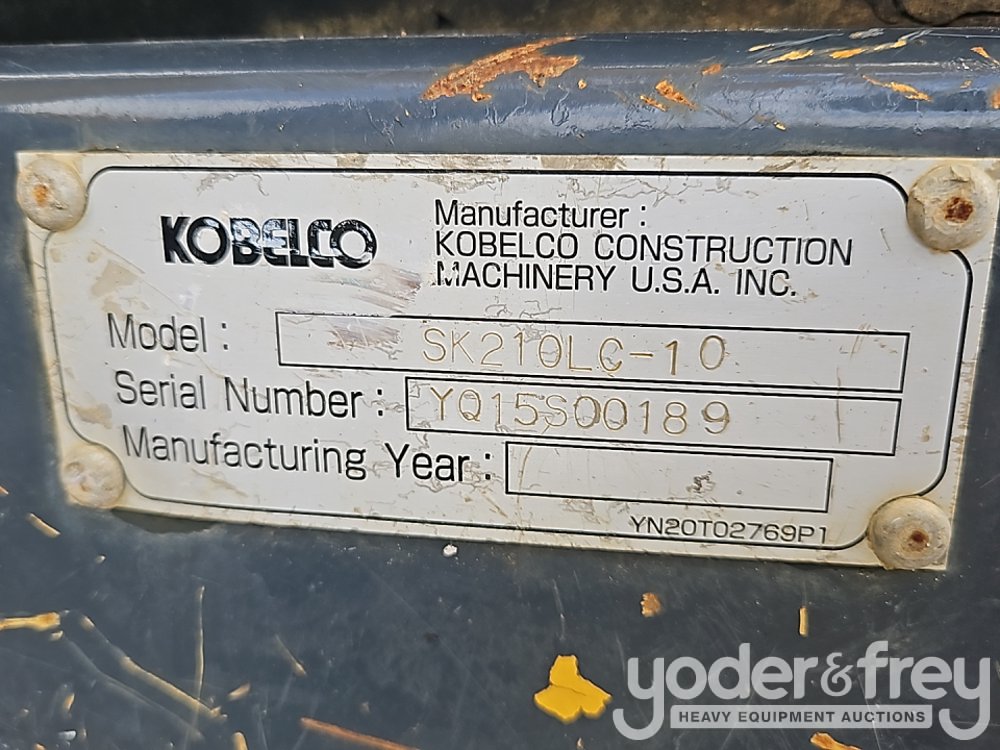 KOBELCO
Manufacturer :
KOBELCO CONSTRUCTION
MACHINERY U.S.A. INC.
Model : SK210LC-10
Serial Number : YQ15S00189
Manufacturing Year :
YN20T02769P1
yoder&frey
HEAVY EQUIPMENT AUCTIONS